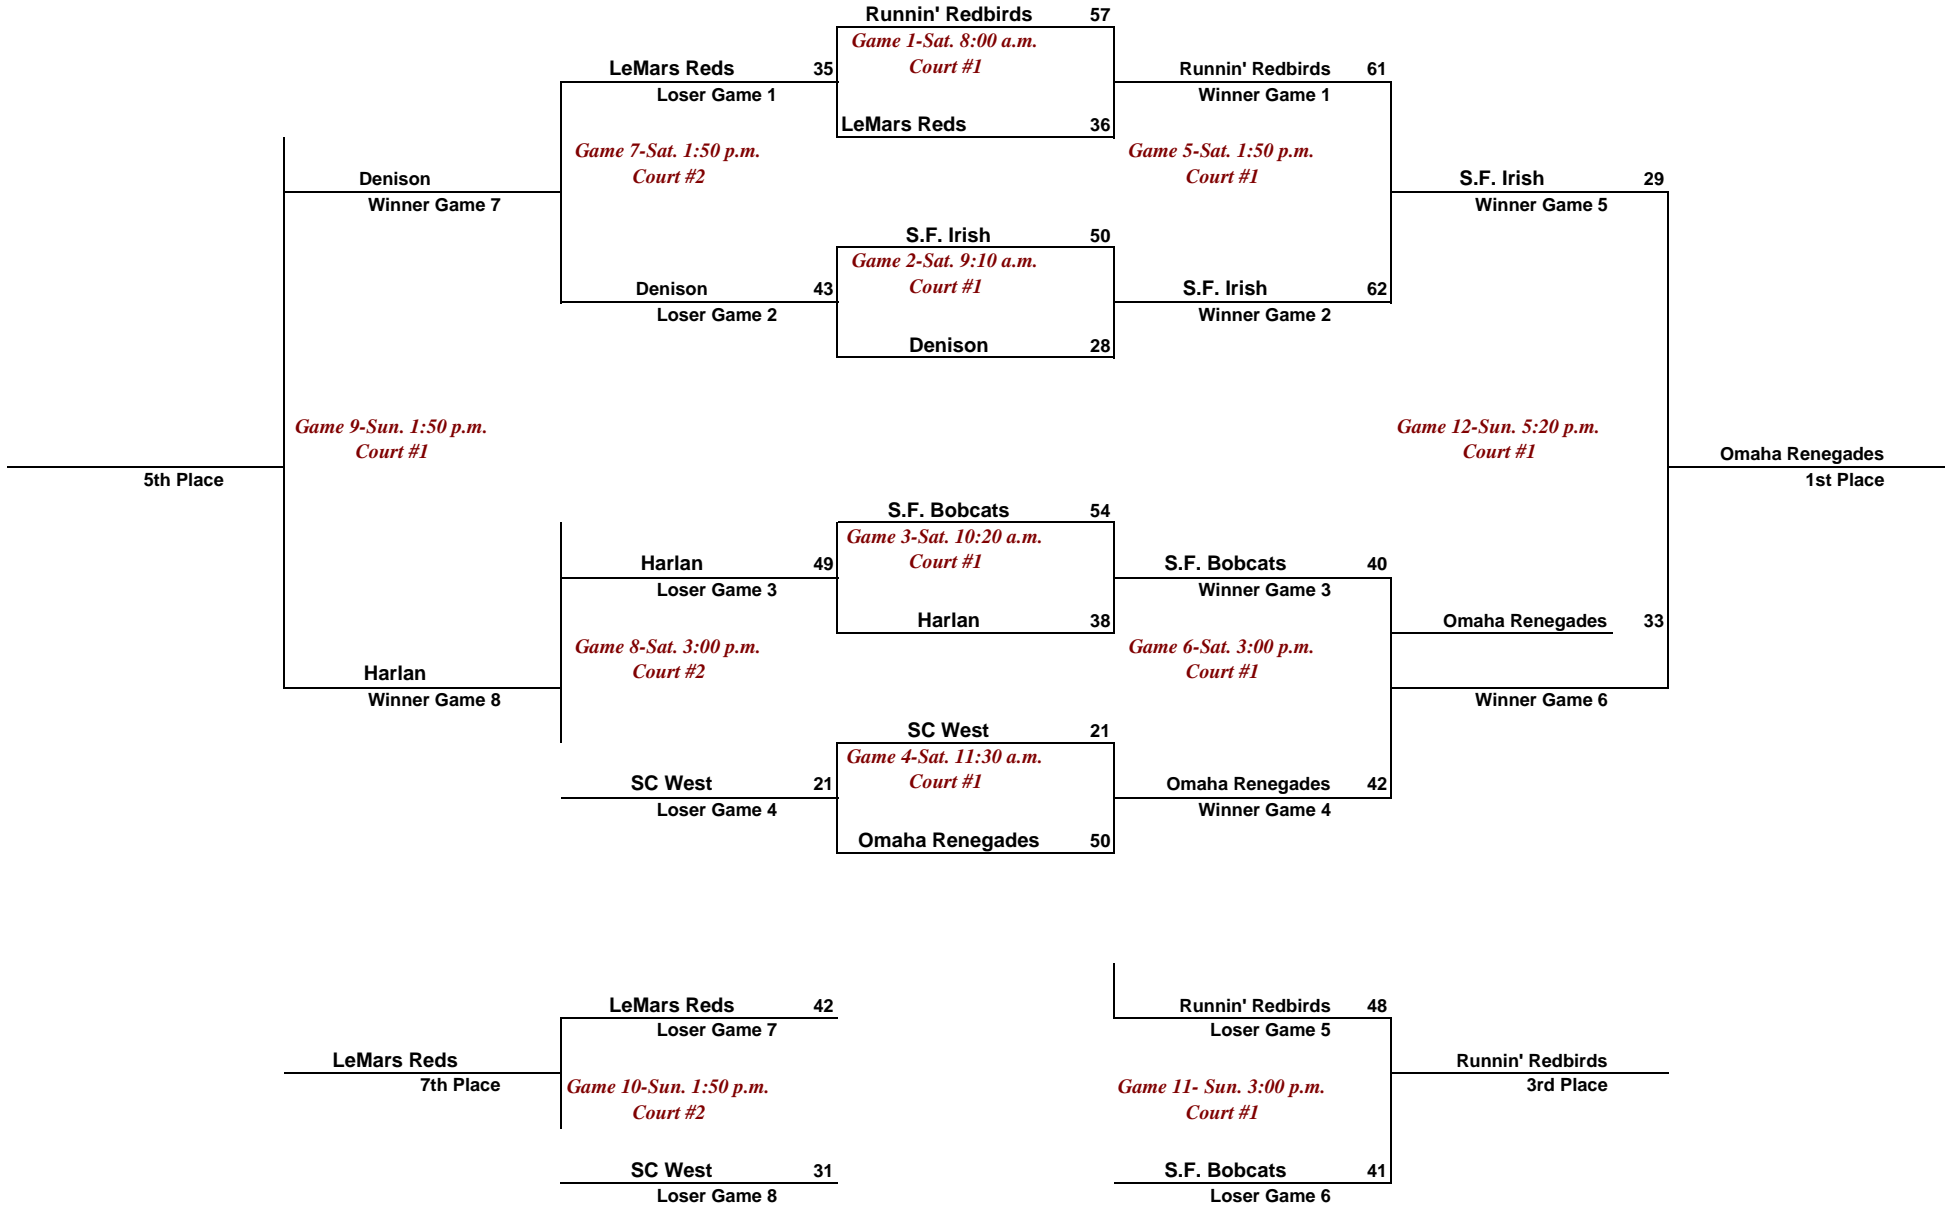 Runnin' Redbirds 57
Game 1-Sat. 8:00 a.m.
LeMars Reds 35 Court #1 Runnin' Redbirds 61
Loser Game 1 Winner Game 1
LeMars Reds 36
Game 7-Sat. 1:50 p.m. Game 5-Sat. 1:50 p.m.
Denison Court #2 Court #1 S.F. Irish 29
Winner Game 7 Winner Game 5
S.F. Irish 50
Game 2-Sat. 9:10 a.m.
Denison 43 Court #1 S.F. Irish 62
Loser Game 2 Winner Game 2
Denison 28
Game 9-Sun. 1:50 p.m. Game 12-Sun. 5:20 p.m.
Court #1 Court #1 Omaha Renegades
5th Place 1st Place
S.F. Bobcats 54
Game 3-Sat. 10:20 a.m.
Harlan 49 Court #1 S.F. Bobcats 40
Loser Game 3 Winner Game 3
Harlan 38 Omaha Renegades 33
Game 8-Sat. 3:00 p.m. Game 6-Sat. 3:00 p.m.
Harlan Court #2 Court #1
Winner Game 8 Winner Game 6
SC West 21
Game 4-Sat. 11:30 a.m.
SC West 21 Court #1 Omaha Renegades 42
Loser Game 4 Winner Game 4
Omaha Renegades 50
LeMars Reds 42 Runnin' Redbirds 48
Loser Game 7 Loser Game 5
LeMars Reds Runnin' Redbirds
7th Place Game 10-Sun. 1:50 p.m. Game 11- Sun. 3:00 p.m. 3rd Place
Court #2 Court #1
SC West 31 S.F. Bobcats 41
Loser Game 8 Loser Game 6